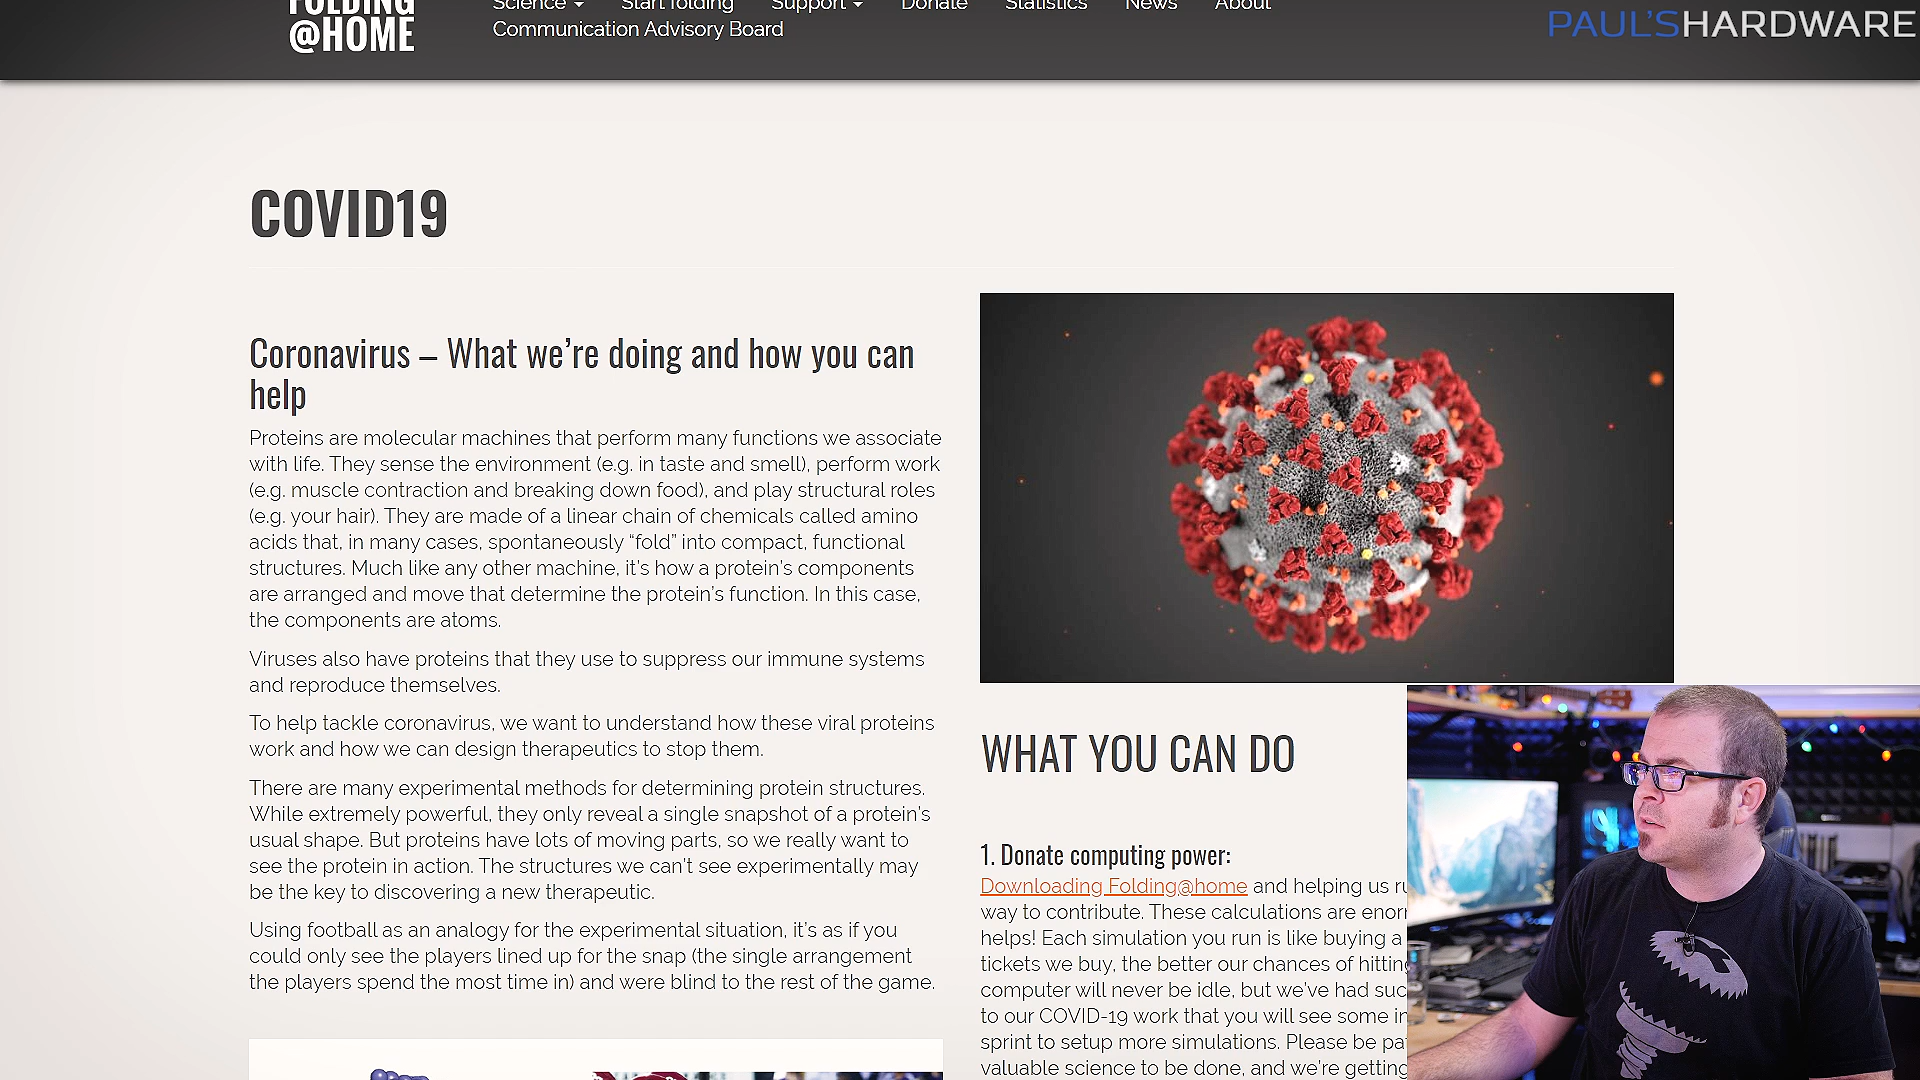 FOLDING
@HOME
Science
Start folding
Support
Donate
Statistics
News
About
Communication Advisory Board
PAUL'SHARDWARE
COVID19
Coronavirus – What we're doing and how you can
help
Proteins are molecular machines that perform many functions we associate
with life. They sense the environment (e.g. in taste and smell), perform work
(e.g. muscle contraction and breaking down food), and play structural roles
(e.g. your hair). They are made of a linear chain of chemicals called amino
acids that, in many cases, spontaneously “fold” into compact, functional
structures. Much like any other machine, it's how a protein's components
are arranged and move that determine the protein's function. In this case,
the components are atoms.
Viruses also have proteins that they use to suppress our immune systems
and reproduce themselves.
To help tackle coronavirus, we want to understand how these viral proteins
work and how we can design therapeutics to stop them.
There are many experimental methods for determining protein structures.
While extremely powerful, they only reveal a single snapshot of a protein's
usual shape. But proteins have lots of moving parts, so we really want to
see the protein in action. The structures we can't see experimentally may
be the key to discovering a new therapeutic.
Using football as an analogy for the experimental situation, it's as if you
could only see the players lined up for the snap (the single arrangement
the players spend the most time in) and were blind to the rest of the game.
WHAT YOU CAN DO
1. Donate computing power:
Downloading Folding@home and helping us
way to contribute. These calculations are
helps! Each simulation you run is like buying a
tickets we buy, the better our chances of
computer will never be idle, but we've had
to our COVID-19 work that you will see some
sprint to setup more simulations. Please be
valuable science to be done, and we're getting